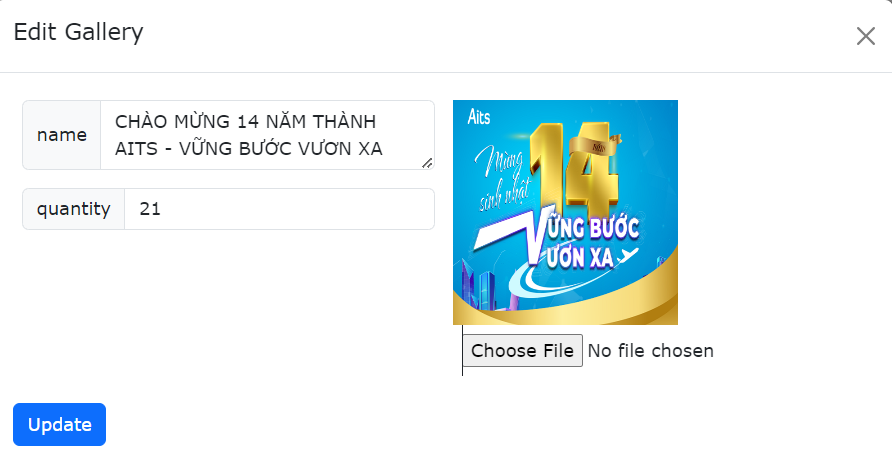 Edit Gallery
name
CHÀO MỪNG 14 NĂM THÀNH
AITS - VỮNG BƯỚC VƯƠN XA
quantity
21
Aits
14
Mừng
sinh nhật
VỮNG BƯỚC
VƯƠN XA
Choose File No file chosen
Update